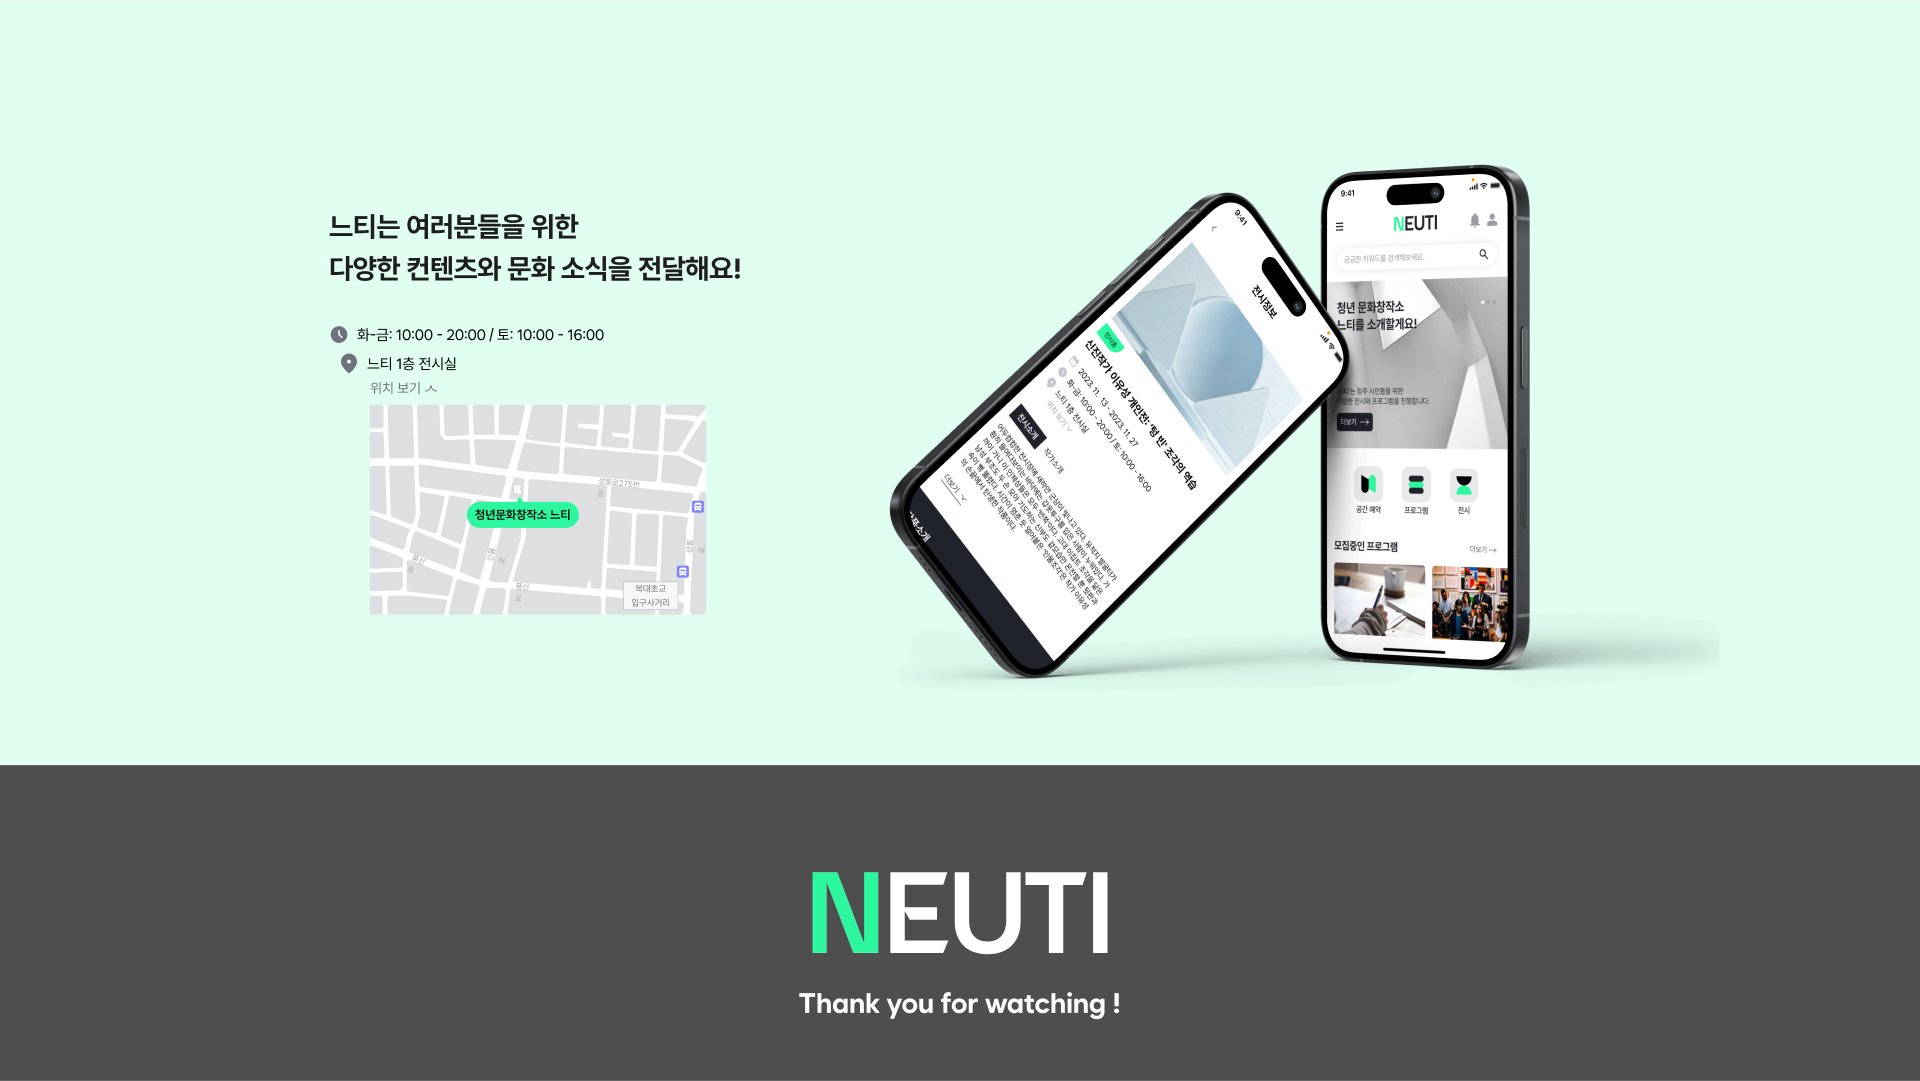 느티는 여러분들을 위한
다양한 컨텐츠와 문화 소식을 전달해요!
화-금: 10:00 - 20:00 / 토: 10:00 - 16:00
느티 1층 전시실
위치 보기
성봉로275번
길
청년문화창작소 느티
복대초교
입구사거리
9:41
전시정보
전시중
신진작가 이유성 개인전: '텅 빈' 조각의 역습
2023. 11. 13 - 2023. 11. 27
화-금: 10:00 - 20:00 / 토: 10:00 - 16:00
느티 1층 전시실
위치 보기
전시소개
작가소개
더보기
9:41
NEUTI
궁금한 키워드를 검색해보세요.
청년 문화창작소
느티를 소개할게요!
느티'는 청주 시민들을 위한
다양한 전시와 프로그램을 진행합니다.
더보기
공간 예약
프로그램
전시
모집중인 프로그램
더보기
NEUTI
Thank you for watching !